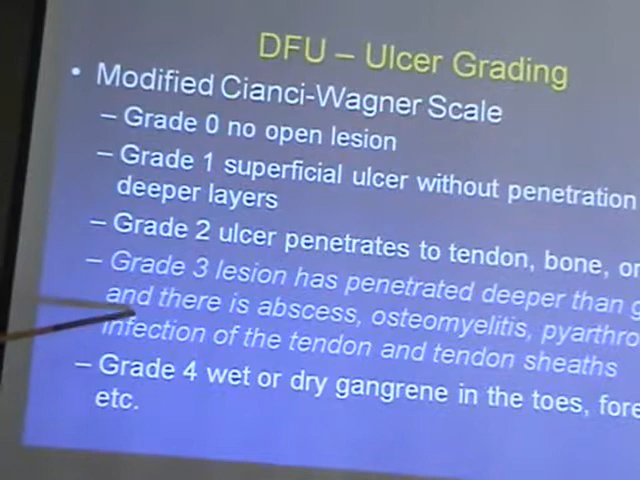 DFU – Ulcer Grading
• Modified Cianci-Wagner Scale
– Grade 0 no open lesion
– Grade 1 superficial ulcer without penetration
deeper layers
– Grade 2 ulcer penetrates to tendon, bone, or
– Grade 3 lesion has penetrated deeper than
and there is abscess, osteomyelitis,
infection of the tendon and tendon sheaths
– Grade 4 wet or dry gangrene in the toes,
etc.